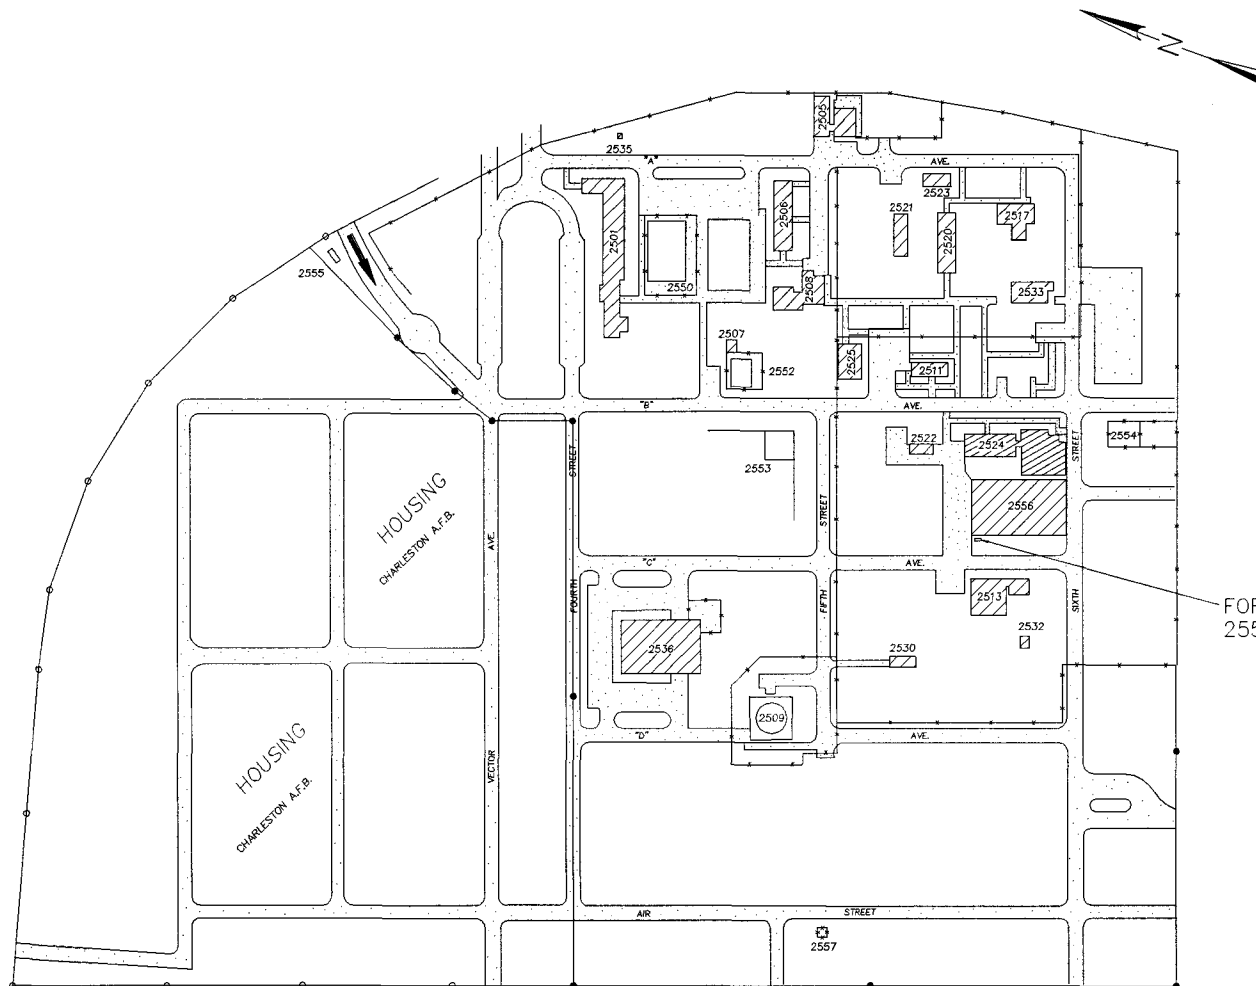 N
2505
2535
"A"
AVE.
2523
2506
2521
2517
2501
2520
2555
2550
2508
2533
2507
2552
2525
2511
"B"
AVE.
2522
2524
2554
2553
STREET
STREET
STREET
HOUSING
CHARLESTON A.F.B.
2556
AVE.
"C"
AVE.
FOURTH
FIFTH
SIXTH
2513
FOR
255
2532
2536
2530
2509
"D"
AVE.
HOUSING
CHARLESTON A.F.B.
VECTOR
AIR
STREET
2557